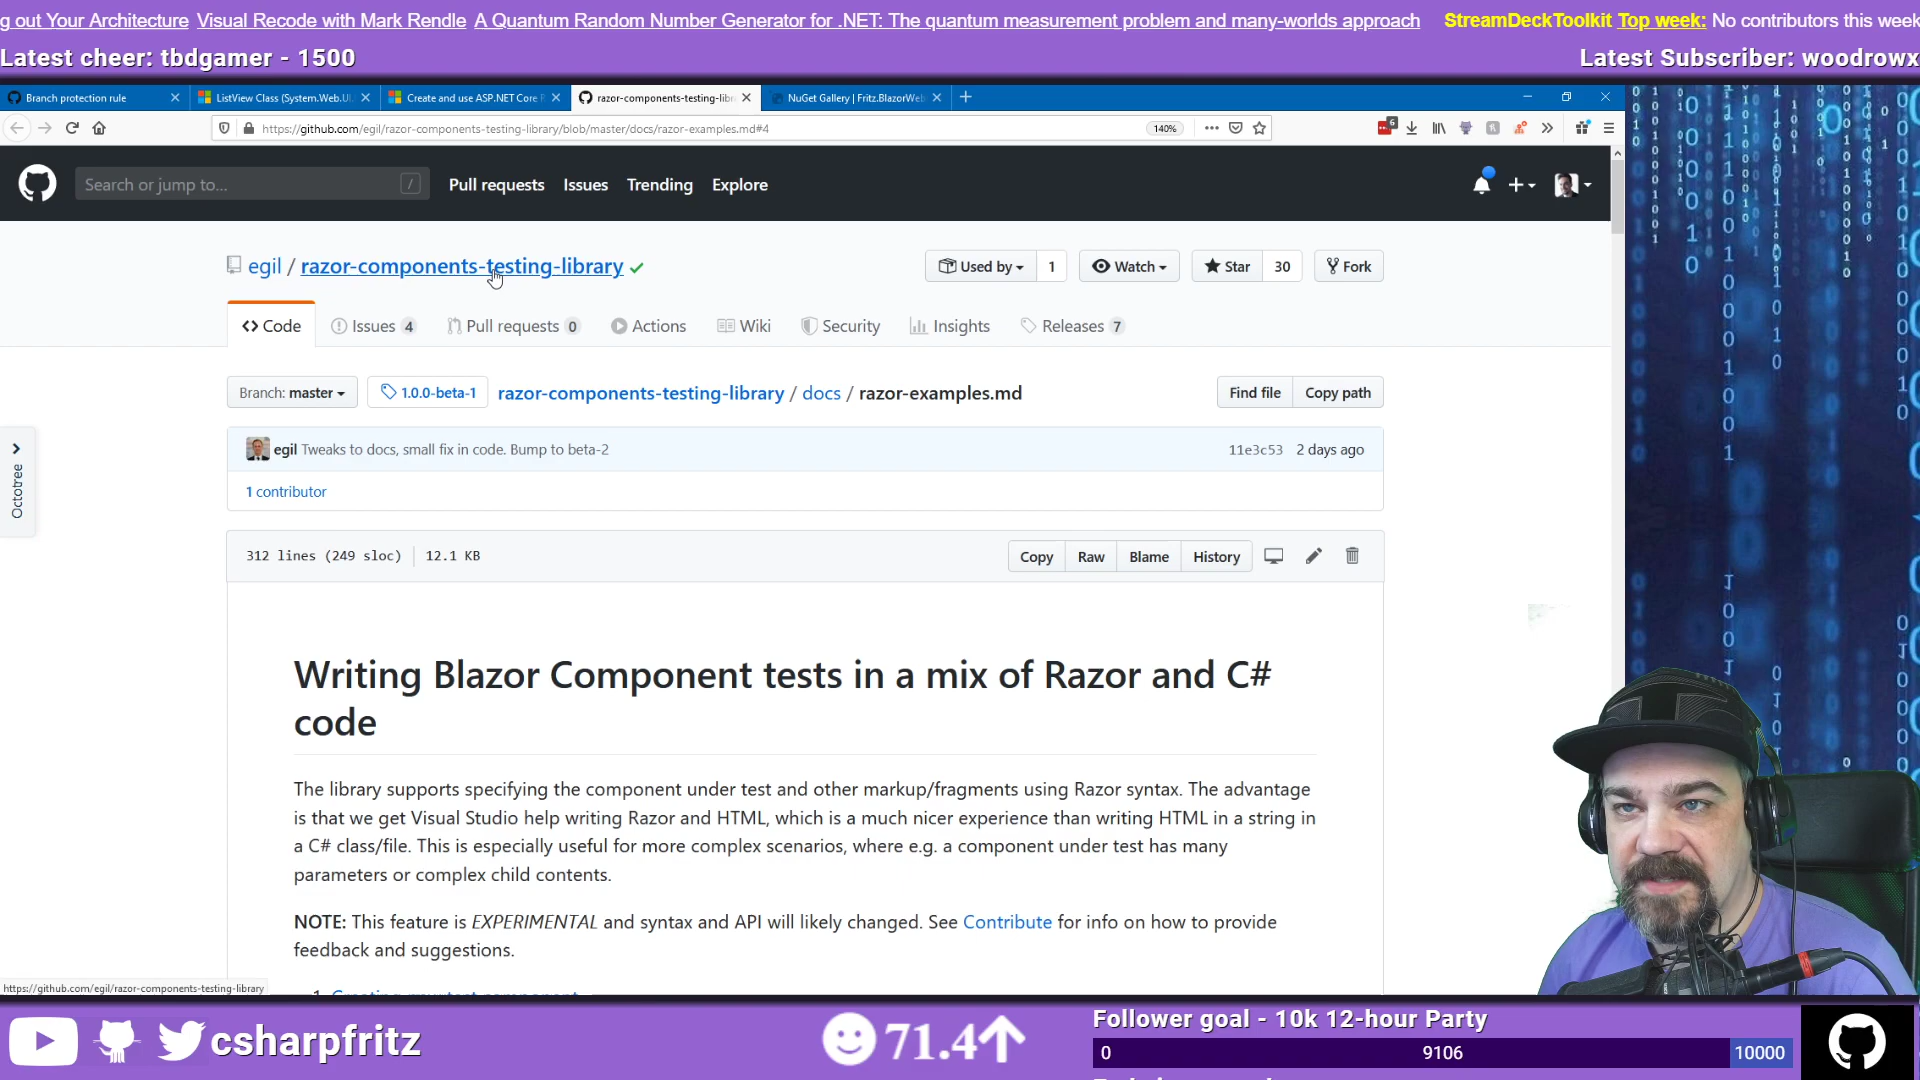 g out Your Architecture Visual Recode with Mark Rendle A Quantum Random Number Generator for .NET: The quantum measurement problem and many-worlds approach StreamDeckToolkit Top week: No contributors this week
Latest cheer: tbdgamer - 1500
Latest Subscriber: woodrowx
Branch protection rule
ListView Class (System.Web.UI.
Create and use ASP.NET Core
razor-components-testing-libr
NuGet Gallery | Fritz.BlazorWeb
https://github.com/egil/razor-components-testing-library/blob/master/docs/razor-examples.md#4
140%
6
Search or jump to...
/
Pull requests Issues Trending Explore
egil / razor-components-testing-library
Used by 1
Watch
Star 30
Fork
Code
Issues 4
Pull requests 0
Actions
Wiki
Security
Insights
Releases 7
Branch: master
1.0.0-beta-1
razor-components-testing-library / docs / razor-examples.md
Find file Copy path
Octotree
egil Tweaks to docs, small fix in code. Bump to beta-2
11e3c53 2 days ago
1 contributor
312 lines (249 sloc) 12.1 KB
Copy Raw Blame History
Writing Blazor Component tests in a mix of Razor and C#
code
The library supports specifying the component under test and other markup/fragments using Razor syntax. The advantage
is that we get Visual Studio help writing Razor and HTML, which is a much nicer experience than writing HTML in a string in
a C# class/file. This is especially useful for more complex scenarios, where e.g. a component under test has many
parameters or complex child contents.
NOTE: This feature is EXPERIMENTAL and syntax and API will likely changed. See Contribute for info on how to provide
feedback and suggestions.
https://github.com/egil/razor-components-testing-library
csharpfritz
71.4
Follower goal - 10k 12-hour Party
0 9106 10000